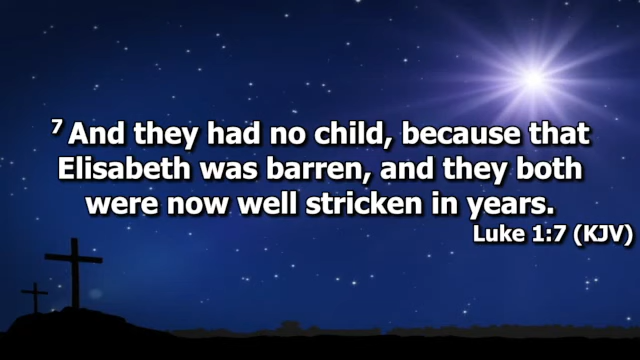 7 And they had no child, because that
Elisabeth was barren, and they both
were now well stricken in years.
Luke 1:7 (KJV)